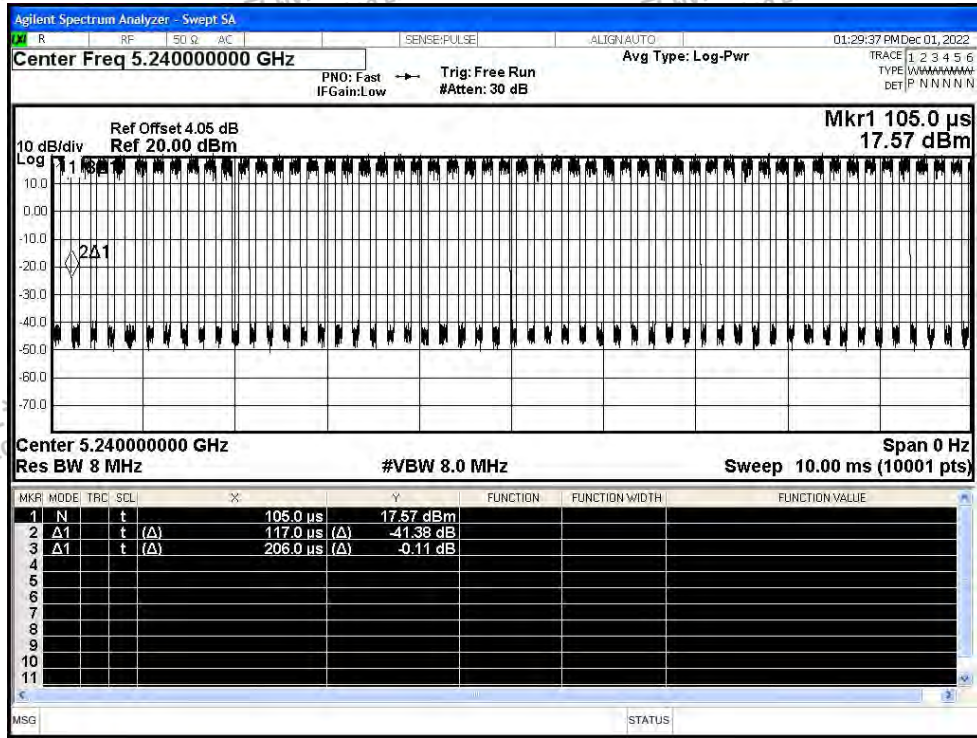 Agilent Spectrum Analyzer - Swept SA
LXI R RF 50 Ω AC SENSE:PULSE ALIGN AUTO 01:29:37 PM Dec 01, 2022
Center Freq 5.240000000 GHz
PNO: Fast
IFGain:Low
Trig: Free Run
#Atten: 30 dB
Avg Type: Log-Pwr
TRACE 1 2 3 4 5 6
TYPE
DET P N N N N N
Mkr1 105.0 µs
17.57 dBm
Ref Offset 4.05 dB
10 dB/div Ref 20.00 dBm
Log
10.0
0.00
-10.0
2Δ1
-20.0
-30.0
-40.0
-50.0
-60.0
-70.0
Center 5.240000000 GHz Span 0 Hz
Res BW 8 MHz #VBW 8.0 MHz Sweep 10.00 ms (10001 pts)
MKR MODE TRC SCL X Y FUNCTION FUNCTION WIDTH FUNCTION VALUE
1 N t 105.0 µs 17.57 dBm
2 Δ1 t (Δ) 117.0 µs (Δ) -41.38 dB
3 Δ1 t (Δ) 206.0 µs (Δ) -0.11 dB
4
5
6
7
8
9
10
11
MSG STATUS